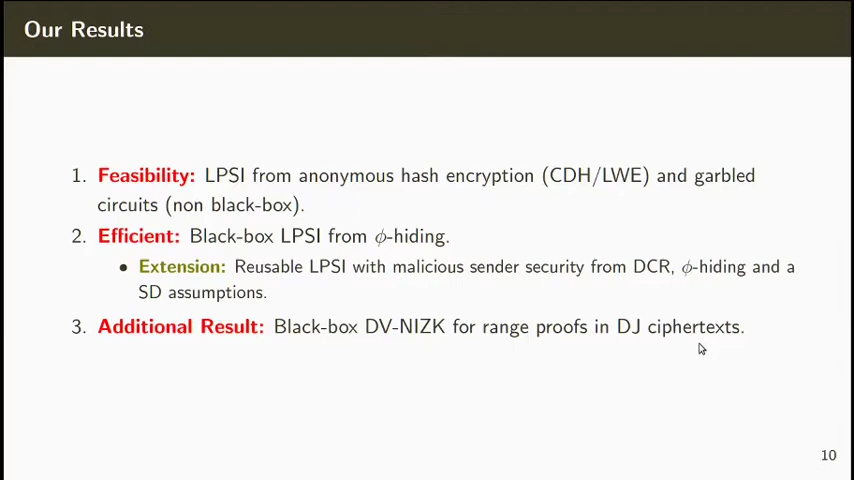 Our Results
1. Feasibility: LPSI from anonymous hash encryption (CDH/LWE) and garbled
circuits (non black-box).
2. Efficient: Black-box LPSI from ϕ-hiding.
• Extension: Reusable LPSI with malicious sender security from DCR, ϕ-hiding and a
SD assumptions.
3. Additional Result: Black-box DV-NIZK for range proofs in DJ ciphertexts.
10